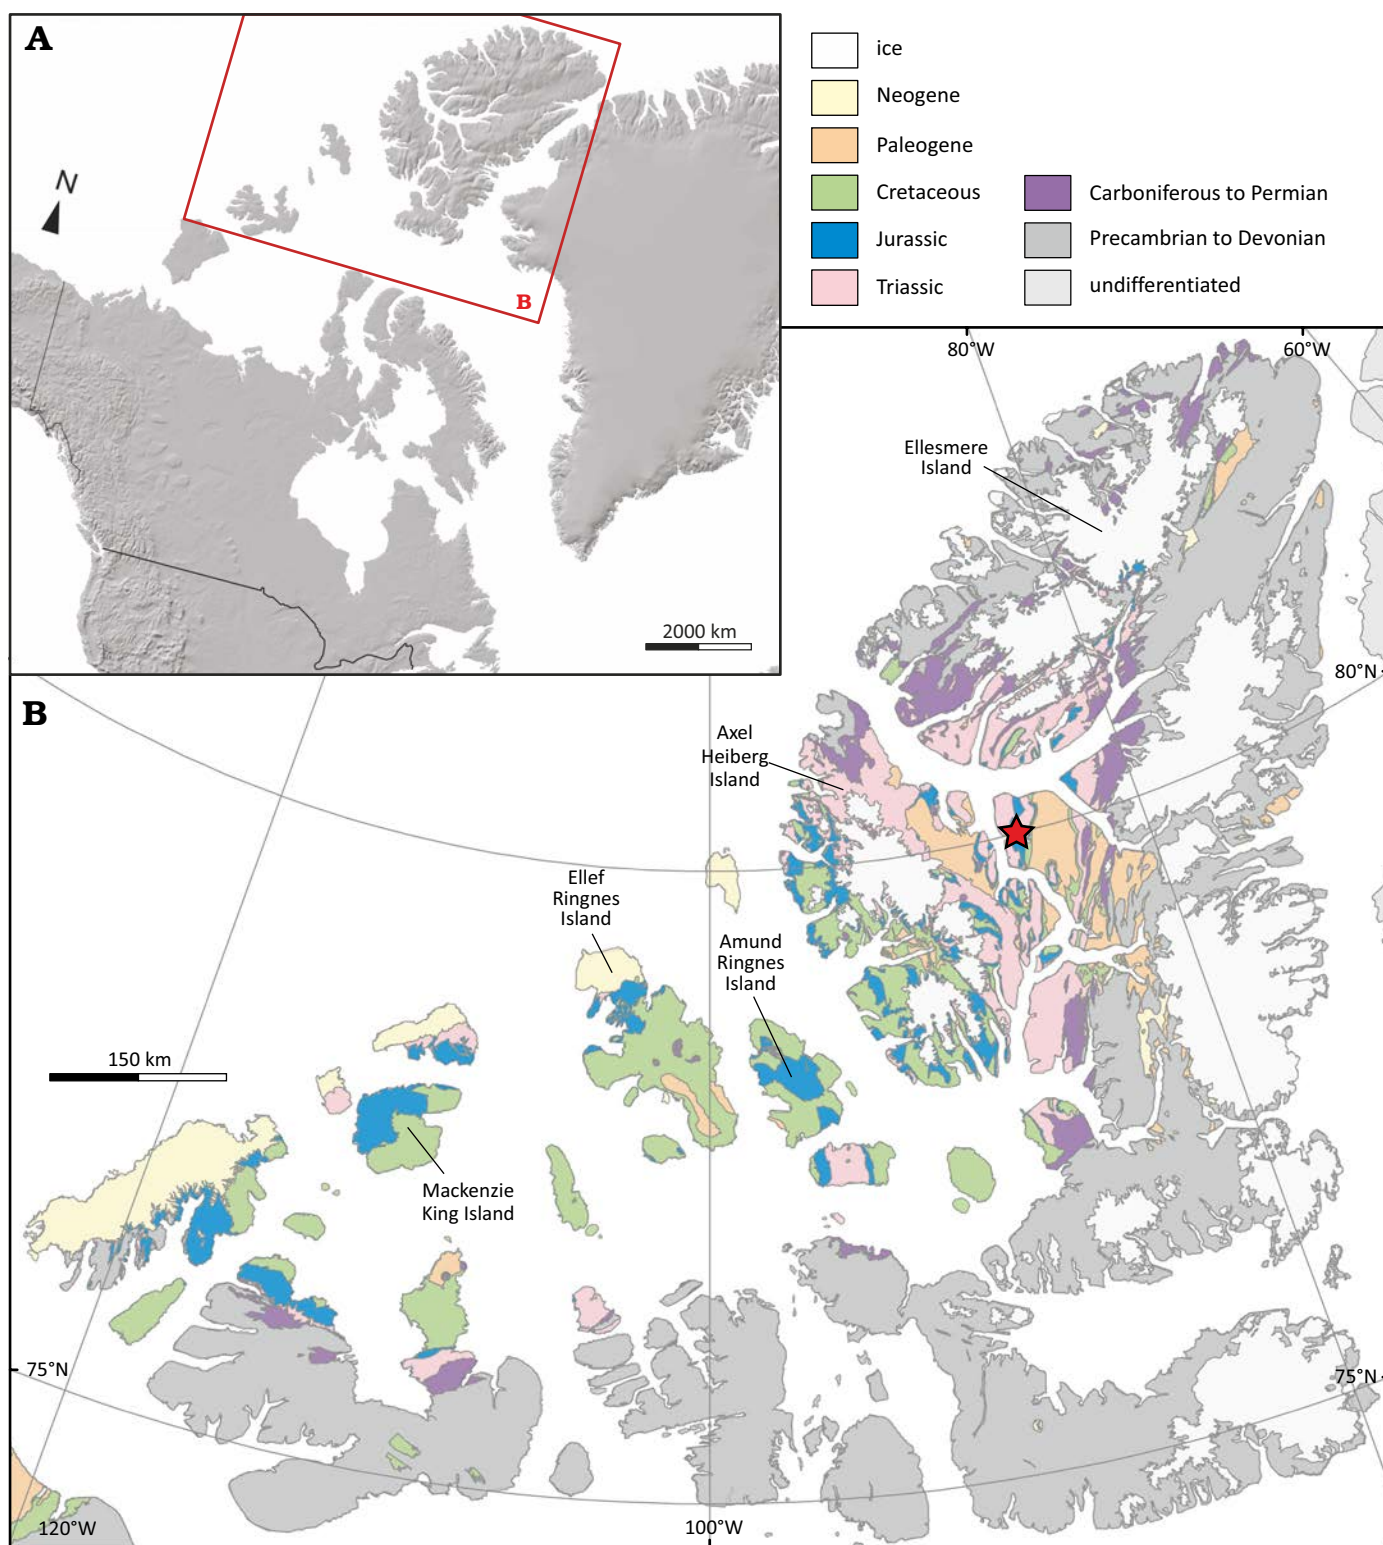 A
N
B
2000 km
ice
Neogene
Paleogene
Cretaceous
Jurassic
Triassic
Carboniferous to Permian
Precambrian to Devonian
undifferentiated
B
80°W
60°W
Ellesmere
Island
80°N
Axel
Heiberg
Island
Ellef
Ringnes
Island
Amund
Ringnes
Island
150 km
Mackenzie
King Island
75°N
75°N
120°W
100°W